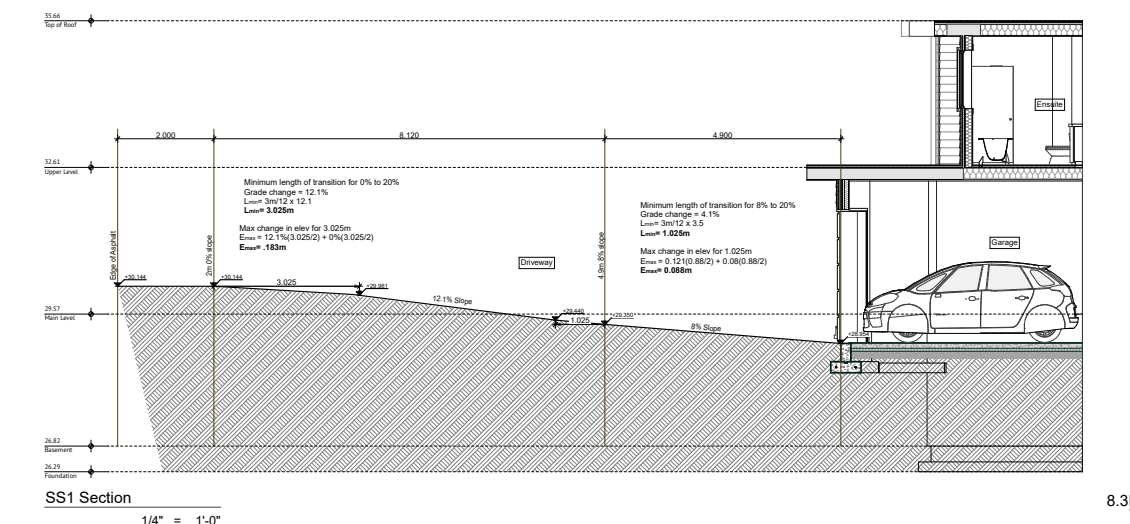 35.66
Top of Roof
Ensuite
2.000
8.120
4.900
32.61
Upper Level
Minimum length of transition for 0% to 20%
Grade change = 12.1%
Lmin= 3m/12 x 12.1
Lmin= 3.025m
Max change in elev for 3.025m
Emax = 12.1%(3.025/2) + 0%(3.025/2)
Emax= .183m
Minimum length of transition for 8% to 20%
Grade change = 4.1%
Lmin= 3m/12 x 3.5
Lmin= 1.025m
Max change in elev for 1.025m
Emax = 0.121(0.88/2) + 0.08(0.88/2)
Emax= 0.088m
Edge of Asphalt
2m 0% slope
4.9m 8% slope
Garage
Driveway
+30.144
+30.144
3.025
+29.961
12.1% Slope
29.57
Main Level
+29.440
1.025
+29.350
8% Slope
+28.954
26.82
Basement
26.29
Foundation
SS1 Section
1/4" = 1'-0"
8.3